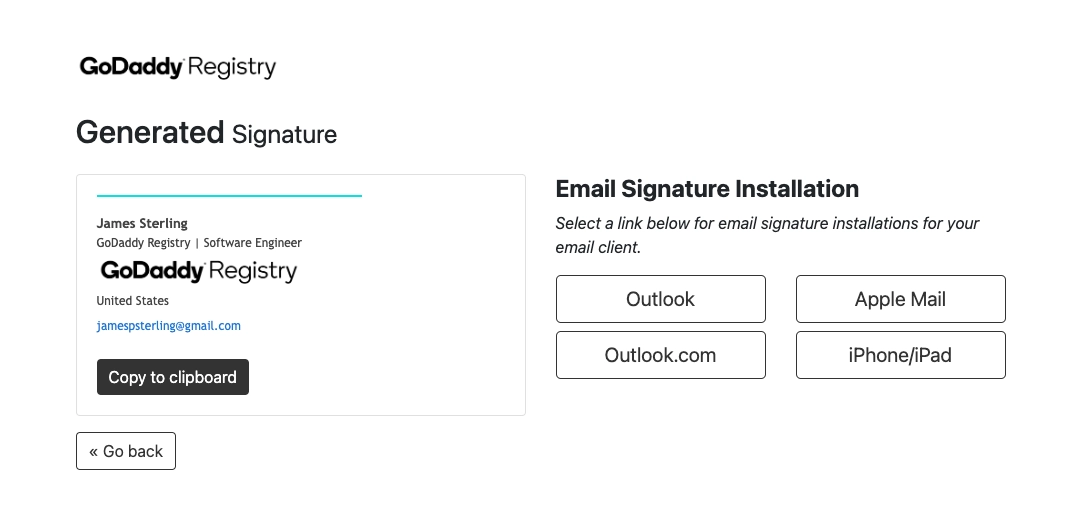 GoDaddy Registry
Generated Signature
James Sterling
GoDaddy Registry | Software Engineer
GoDaddy Registry
United States
jamespsterling@gmail.com
Copy to clipboard
« Go back
Email Signature Installation
Select a link below for email signature installations for your
email client.
Outlook
Apple Mail
Outlook.com
iPhone/iPad